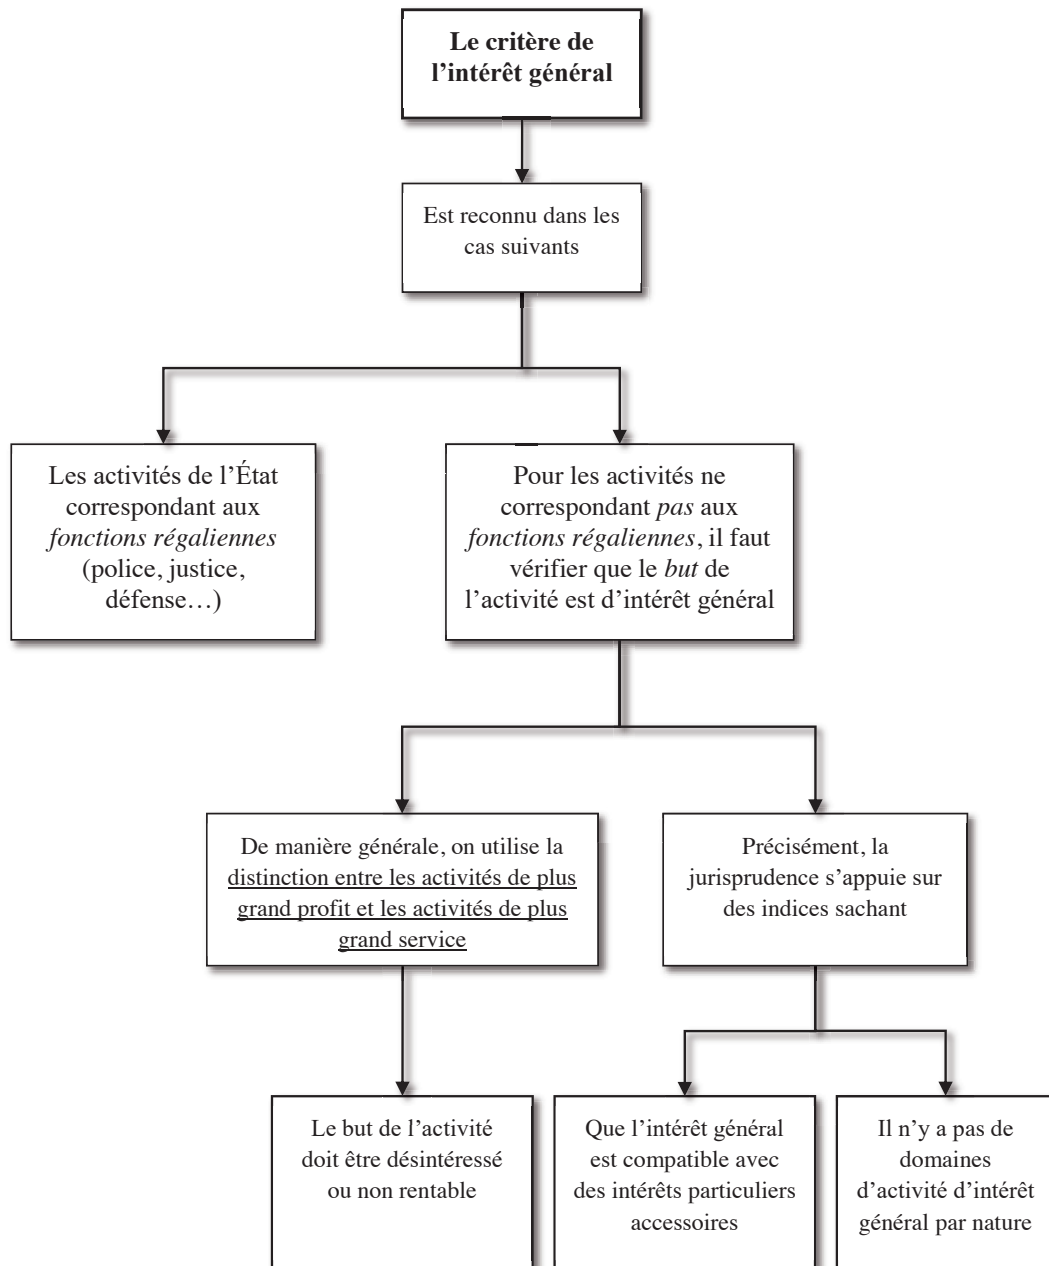 Le critère de
l’intérêt général
Est reconnu dans les
cas suivants
Les activités de l’État
correspondant aux
fonctions régaliennes
(police, justice,
défense…)
Pour les activités ne
correspondant pas aux
fonctions régaliennes, il faut
vérifier que le but de
l’activité est d’intérêt général
De manière générale, on utilise la
distinction entre les activités de plus
grand profit et les activités de plus
grand service
Précisément, la
jurisprudence s’appuie sur
des indices sachant
Le but de l’activité
doit être désintéressé
ou non rentable
Que l’intérêt général
est compatible avec
des intérêts particuliers
accessoires
Il n’y a pas de
domaines
d’activité d’intérêt
général par nature